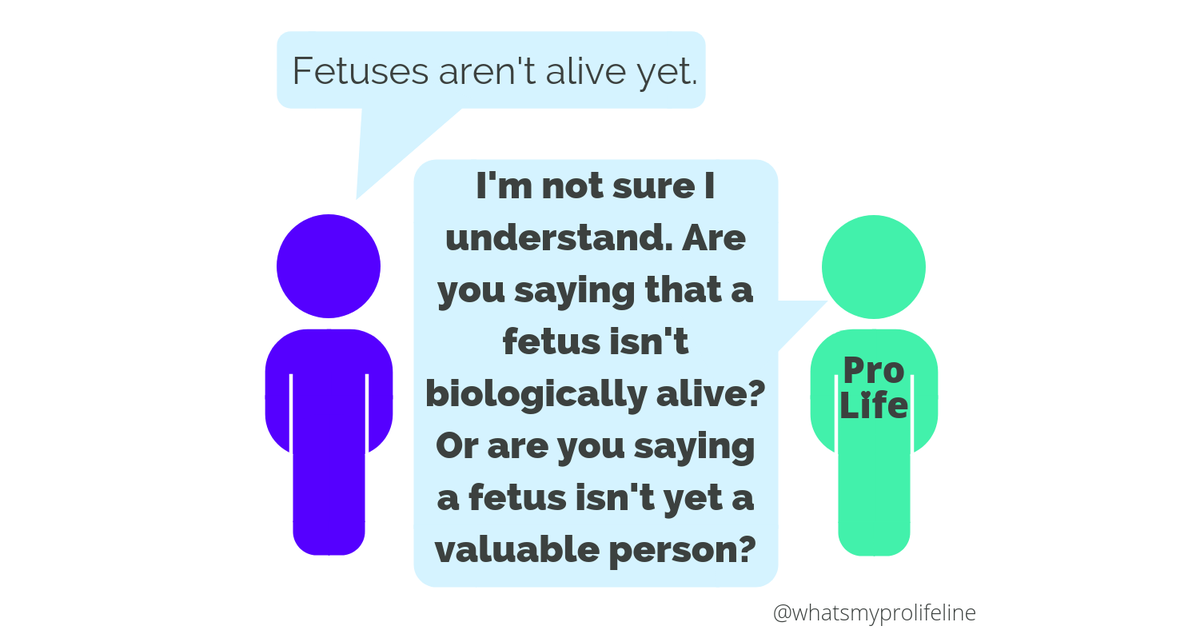 Fetuses aren't alive yet.
I'm not sure I
understand. Are
you saying that a
fetus isn't
biologically alive?
Or are you saying
a fetus isn't yet a
valuable person?
Pro
Life
@whatsmyprolifeline